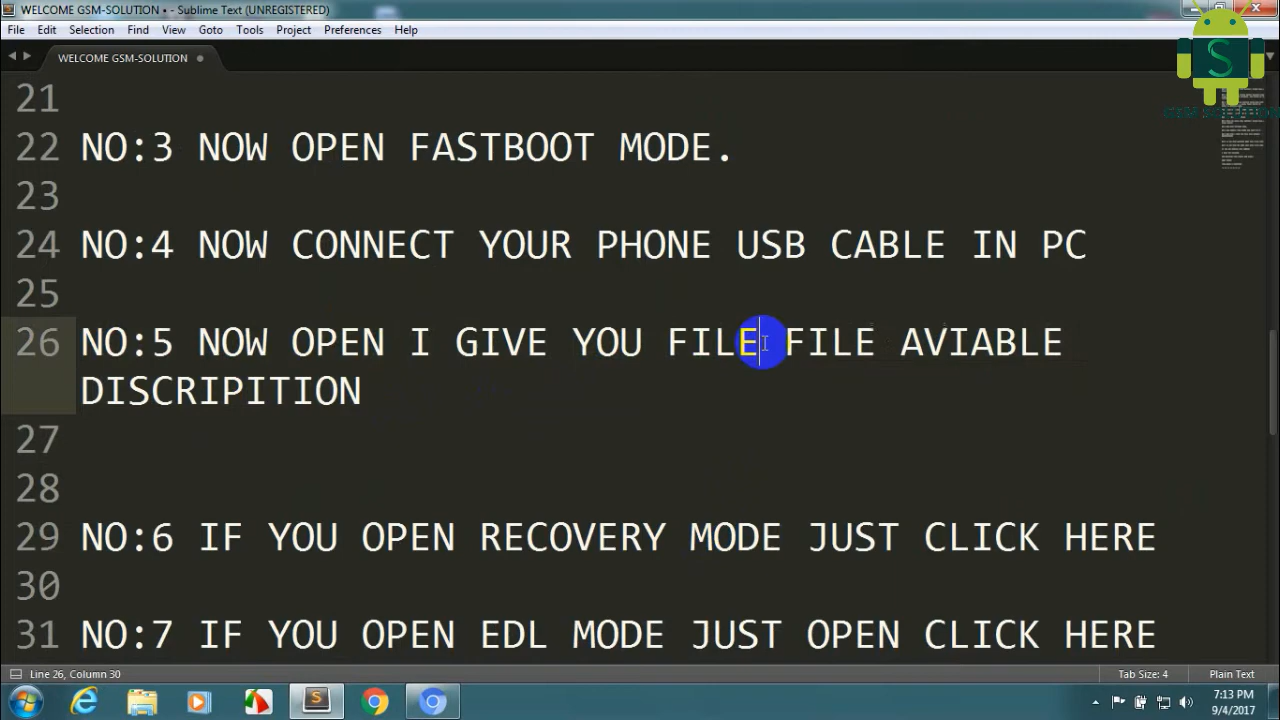 WELCOME GSM-SOLUTION • - Sublime Text (UNREGISTERED)
File Edit Selection Find View Goto Tools Project Preferences Help
WELCOME GSM-SOLUTION
S
GSM SOLUTION
21
22 NO:3 NOW OPEN FASTBOOT MODE.
23
24 NO:4 NOW CONNECT YOUR PHONE USB CABLE IN PC
25
26 NO:5 NOW OPEN I GIVE YOU FILE FILE AVIABLE
DISCRIPITION
27
28
29 NO:6 IF YOU OPEN RECOVERY MODE JUST CLICK HERE
30
31 NO:7 IF YOU OPEN EDL MODE JUST OPEN CLICK HERE
Line 26, Column 30 Tab Size: 4 Plain Text
7:13 PM
9/4/2017